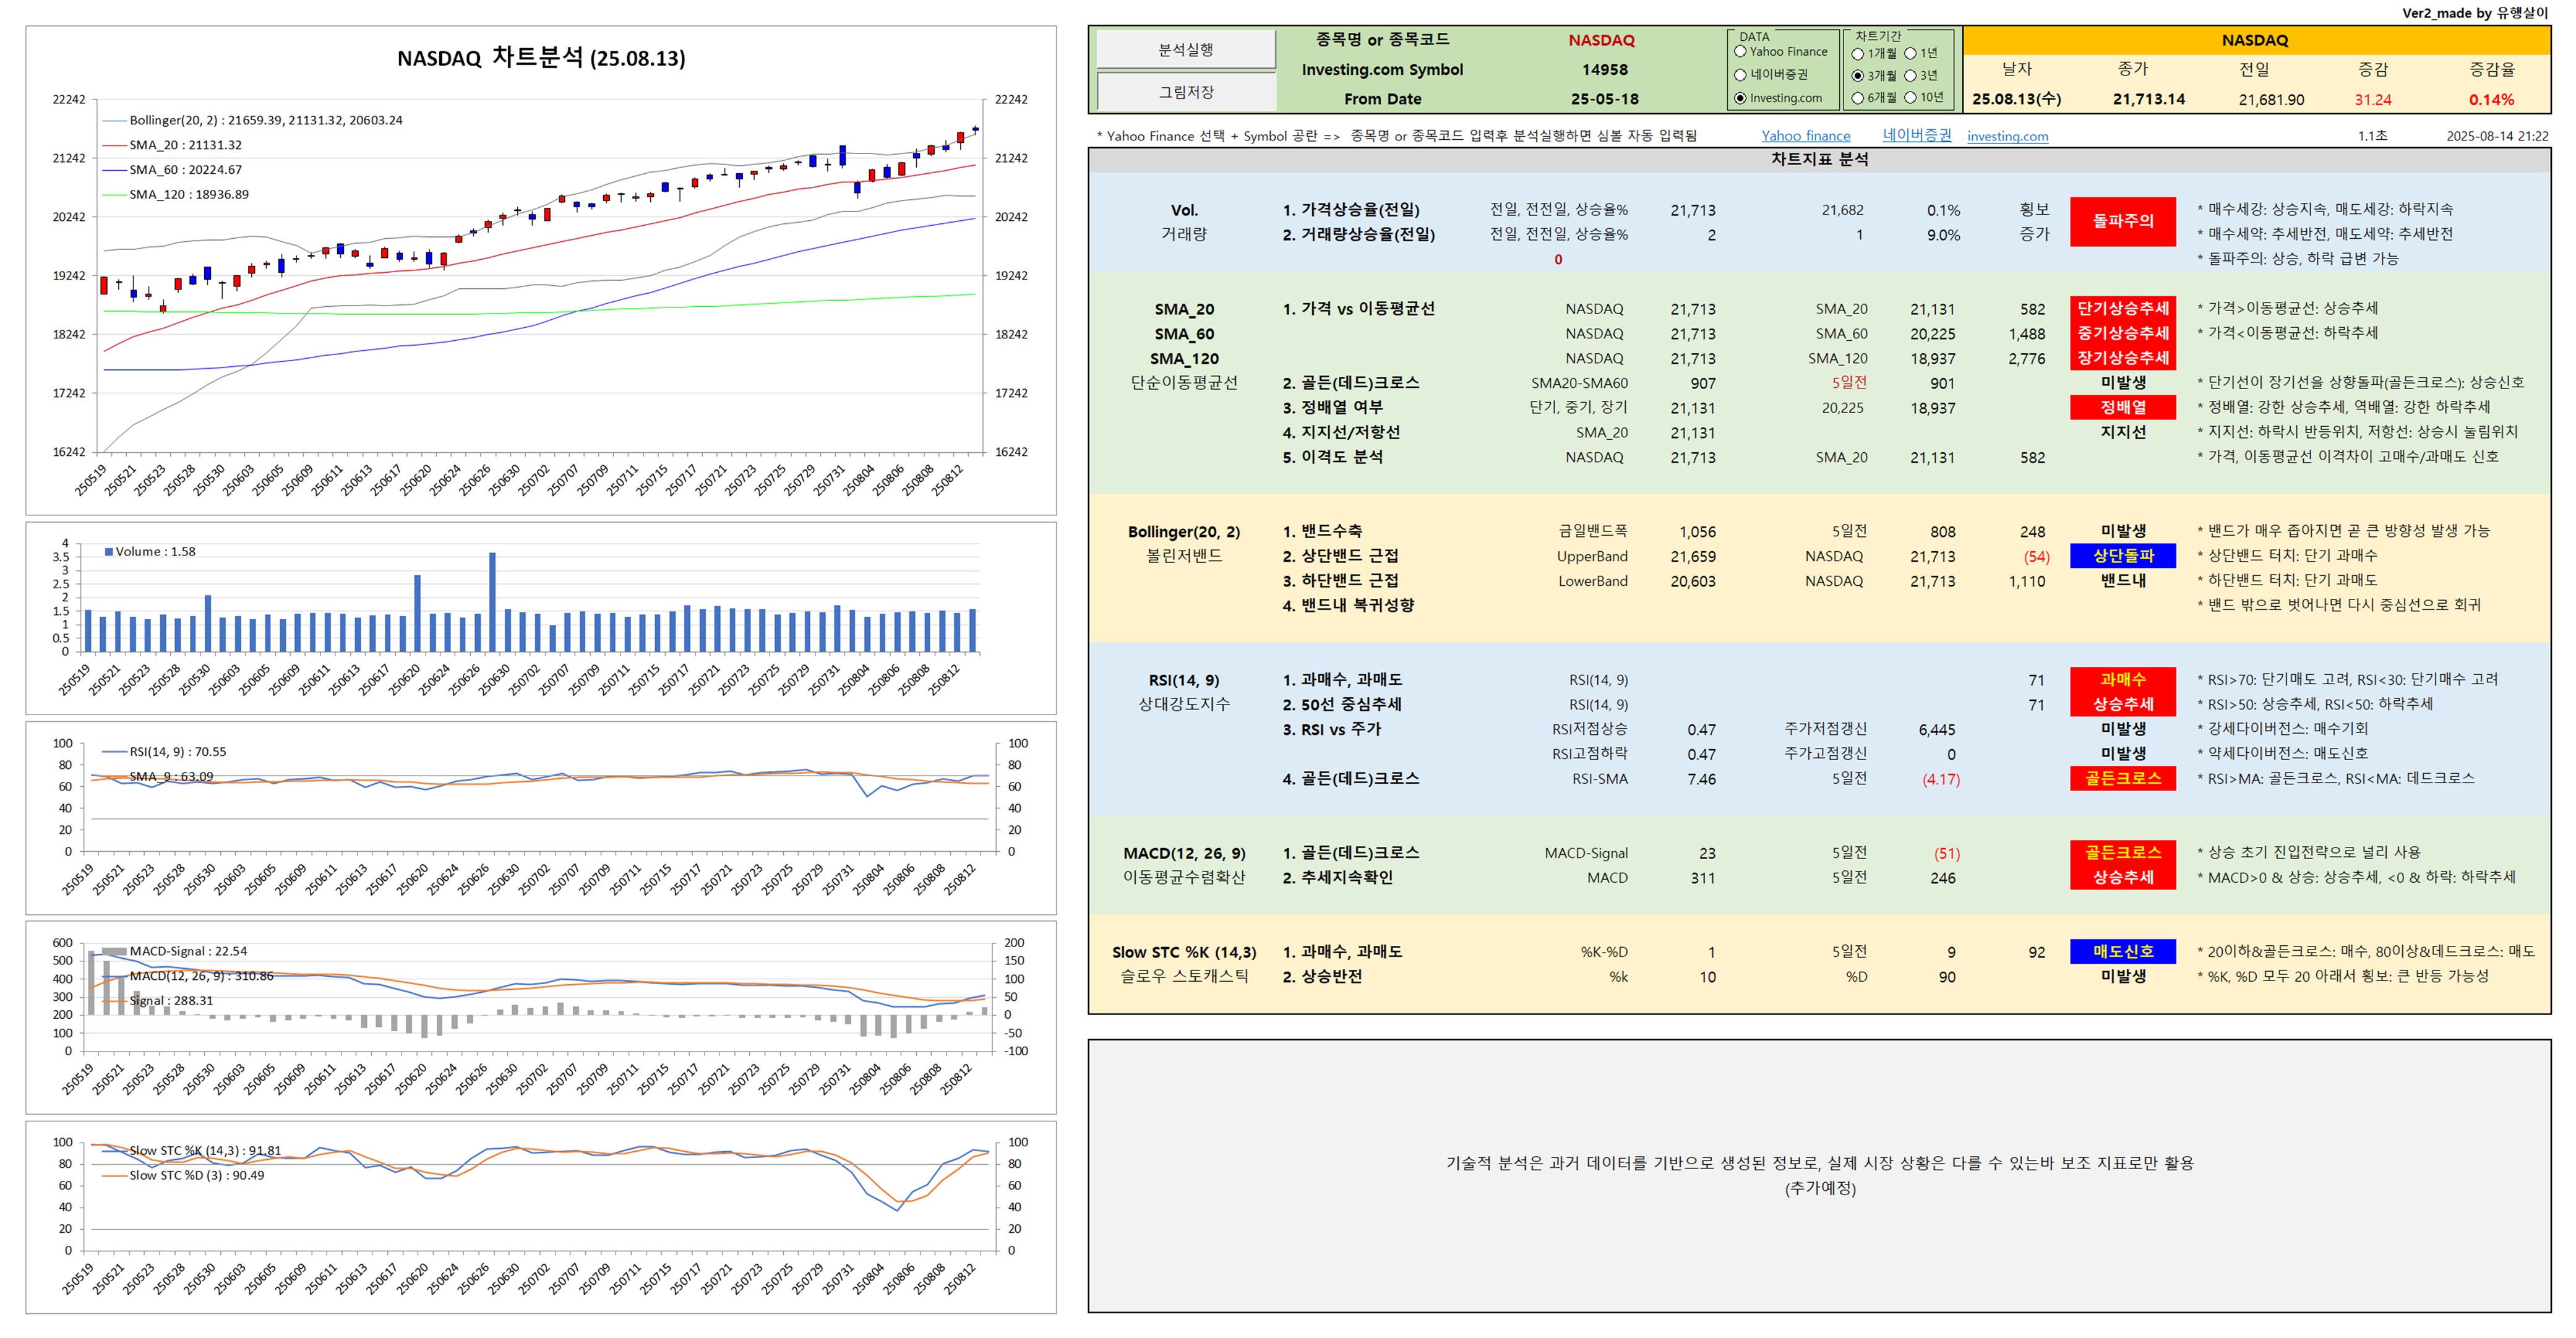 Ver2_made by 유행살이
NASDAQ 차트분석 (25.08.13)
22242 22242
21242 21242
20242 20242
19242 19242
18242 18242
17242 17242
16242 16242
Bollinger(20, 2) : 21659.39, 21131.32, 20603.24
SMA_20 : 21131.32
SMA_60 : 20224.67
SMA_120 : 18936.89
250519 250521 250523 250528 250530 250603 250605 250609 250611 250613 250617 250620 250624 250626 250630 250702 250707 250709 250711 250715 250717 250721 250723 250725 250729 250731 250804 250806 250808 250812
4
3.5
3
2.5
2
1.5
1
0.5
0
Volume : 1.58
250519 250521 250523 250528 250530 250603 250605 250609 250611 250613 250617 250620 250624 250626 250630 250702 250707 250709 250711 250715 250717 250721 250723 250725 250729 250731 250804 250806 250808 250812
100 100
80 80
60 60
40 40
20 20
0 0
RSI(14, 9) : 70.55
SMA_9 : 63.09
250519 250521 250523 250528 250530 250603 250605 250609 250611 250613 250617 250620 250624 250626 250630 250702 250707 250709 250711 250715 250717 250721 250723 250725 250729 250731 250804 250806 250808 250812
600 200
500 150
400 100
300 50
200 0
100 -50
0 -100
MACD-Signal : 22.54
MACD(12, 26, 9) : 310.86
Signal : 288.31
250519 250521 250523 250528 250530 250603 250605 250609 250611 250613 250617 250620 250624 250626 250630 250702 250707 250709 250711 250715 250717 250721 250723 250725 250729 250731 250804 250806 250808 250812
100 100
80 80
60 60
40 40
20 20
0 0
Slow STC %K (14,3) : 91.81
Slow STC %D (3) : 90.49
250519 250521 250523 250528 250530 250603 250605 250609 250611 250613 250617 250620 250624 250626 250630 250702 250707 250709 250711 250715 250717 250721 250723 250725 250729 250731 250804 250806 250808 250812
분석실행
그림저장
종목명 or 종목코드 NASDAQ
Investing.com Symbol 14958
From Date 25-05-18
DATA
Yahoo Finance
네이버증권
Investing.com
차트기간
1개월 1년
3개월 3년
6개월 10년
NASDAQ
날자 종가 전일 증감 증감율
25.08.13(수) 21,713.14 21,681.90 31.24 0.14%
* Yahoo Finance 선택 + Symbol 공란 => 종목명 or 종목코드 입력후 분석실행하면 심볼 자동 입력됨 Yahoo finance 네이버증권 investing.com 1.1초 2025-08-14 21:22
차트지표 분석
Vol. 1. 가격상승율(전일) 전일, 전전일, 상승율% 21,713 21,682 0.1% 횡보 돌파주의 * 매수세강: 상승지속, 매도세강: 하락지속
거래량 2. 거래량상승율(전일) 전일, 전전일, 상승율% 2 1 9.0% 증가 * 매수세약: 추세반전, 매도세약: 추세반전
0 * 돌파주의: 상승, 하락 급변 가능
SMA_20 1. 가격 vs 이동평균선 NASDAQ 21,713 SMA_20 21,131 582 단기상승추세 * 가격>이동평균선: 상승추세
SMA_60 NASDAQ 21,713 SMA_60 20,225 1,488 중기상승추세 * 가격<이동평균선: 하락추세
SMA_120 NASDAQ 21,713 SMA_120 18,937 2,776 장기상승추세
단순이동평균선 2. 골든(데드)크로스 SMA20-SMA60 907 5일전 901 미발생 * 단기선이 장기선을 상향돌파(골든크로스): 상승신호
3. 정배열 여부 단기, 중기, 장기 21,131 20,225 18,937 정배열 * 정배열: 강한 상승추세, 역배열: 강한 하락추세
4. 지지선/저항선 SMA_20 21,131 지지선 * 지지선: 하락시 반등위치, 저항선: 상승시 눌림위치
5. 이격도 분석 NASDAQ 21,713 SMA_20 21,131 582 * 가격, 이동평균선 이격차이 고매수/과매도 신호
Bollinger(20, 2) 1. 밴드수축 금일밴드폭 1,056 5일전 808 248 미발생 * 밴드가 매우 좁아지면 곧 큰 방향성 발생 가능
볼린저밴드 2. 상단밴드 근접 UpperBand 21,659 NASDAQ 21,713 (54) 상단돌파 * 상단밴드 터치: 단기 과매수
3. 하단밴드 근접 LowerBand 20,603 NASDAQ 21,713 1,110 밴드내 * 하단밴드 터치: 단기 과매도
4. 밴드내 복귀성향 * 밴드 밖으로 벗어나면 다시 중심선으로 회귀
RSI(14, 9) 1. 과매수, 과매도 RSI(14, 9) 71 과매수 * RSI>70: 단기매도 고려, RSI<30: 단기매수 고려
상대강도지수 2. 50선 중심추세 RSI(14, 9) 71 상승추세 * RSI>50: 상승추세, RSI<50: 하락추세
3. RSI vs 주가 RSI저점상승 0.47 주가저점갱신 6,445 미발생 * 강세다이버전스: 매수기회
RSI고점하락 0.47 주가고점갱신 0 미발생 * 약세다이버전스: 매도신호
4. 골든(데드)크로스 RSI-SMA 7.46 5일전 (4.17) 골든크로스 * RSI>MA: 골든크로스, RSI<MA: 데드크로스
MACD(12, 26, 9) 1. 골든(데드)크로스 MACD-Signal 23 5일전 (51) 골든크로스 * 상승 초기 진입전략으로 널리 사용
이동평균수렴확산 2. 추세지속확인 MACD 311 5일전 246 상승추세 * MACD>0 & 상승: 상승추세, <0 & 하락: 하락추세
Slow STC %K (14,3) 1. 과매수, 과매도 %K-%D 1 5일전 9 92 매도신호 * 20이하&골든크로스: 매수, 80이상&데드크로스: 매도
슬로우 스토캐스틱 2. 상승반전 %k 10 %D 90 미발생 * %K, %D 모두 20 아래서 횡보: 큰 반등 가능성
기술적 분석은 과거 데이터를 기반으로 생성된 정보로, 실제 시장 상황은 다를 수 있는바 보조 지표로만 활용
(추가예정)